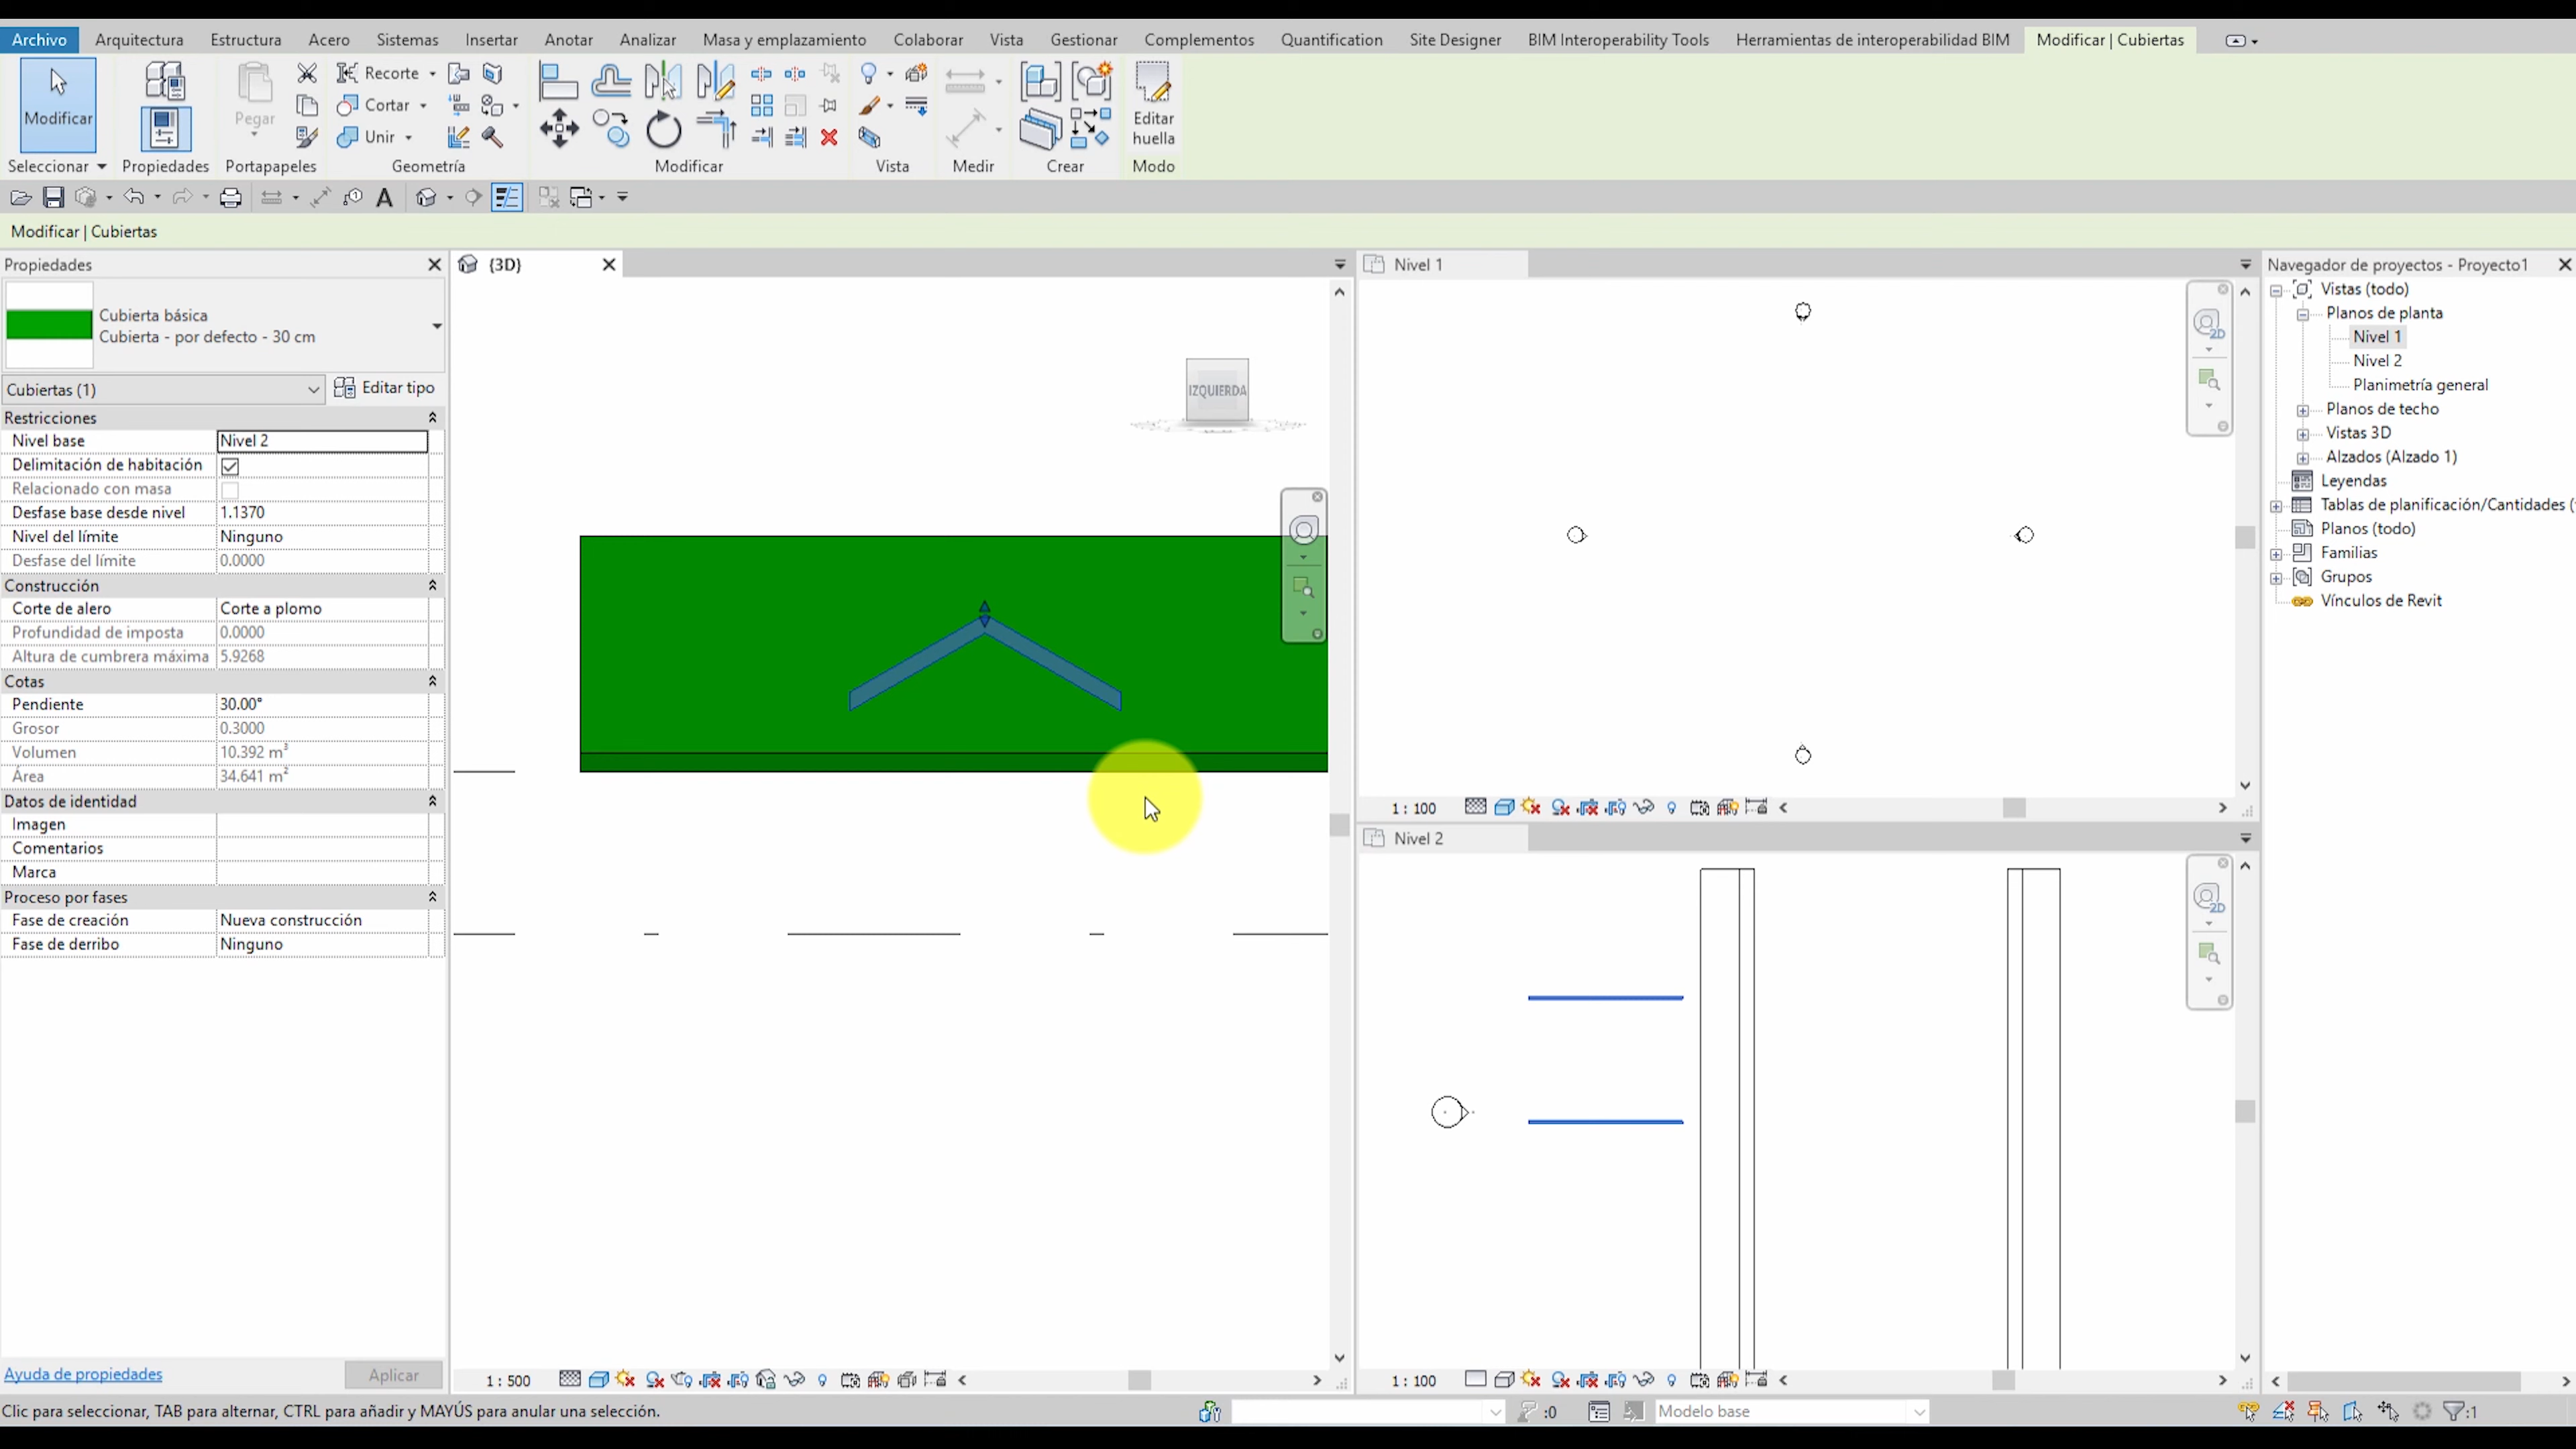 Archivo Arquitectura Estructura Acero Sistemas Insertar Anotar Analizar Masa y emplazamiento Colaborar Vista Gestionar Complementos Quantification Site Designer BIM Interoperability Tools Herramientas de interoperabilidad BIM Modificar | Cubiertas
Modificar
Pegar
Recorte
Cortar
Unir
Editar
huella
Seleccionar Propiedades Portapapeles Geometría Modificar Vista Medir Crear Modo
Modificar | Cubiertas
Propiedades
Cubierta básica
Cubierta - por defecto - 30 cm
Cubiertas (1) Editar tipo
Restricciones
Nivel base Nivel 2
Delimitación de habitación
Relacionado con masa
Desfase base desde nivel 1.1370
Nivel del límite Ninguno
Desfase del límite 0.0000
Construcción
Corte de alero Corte a plomo
Profundidad de imposta 0.0000
Altura de cumbrera máxima 5.9268
Cotas
Pendiente 30.00°
Grosor 0.3000
Volumen 10.392 m³
Área 34.641 m²
Datos de identidad
Imagen
Comentarios
Marca
Proceso por fases
Fase de creación Nueva construcción
Fase de derribo Ninguno
Ayuda de propiedades Aplicar
{3D}
IZQUIERDA
1 : 500
Nivel 1
2D
1 : 100
Nivel 2
2D
1 : 100
Navegador de proyectos - Proyecto1
Vistas (todo)
Planos de planta
Nivel 1
Nivel 2
Planimetría general
Planos de techo
Vistas 3D
Alzados (Alzado 1)
Leyendas
Tablas de planificación/Cantidades (
Planos (todo)
Familias
Grupos
Vínculos de Revit
Clic para seleccionar, TAB para alternar, CTRL para añadir y MAYÚS para anular una selección. :0 Modelo base :1